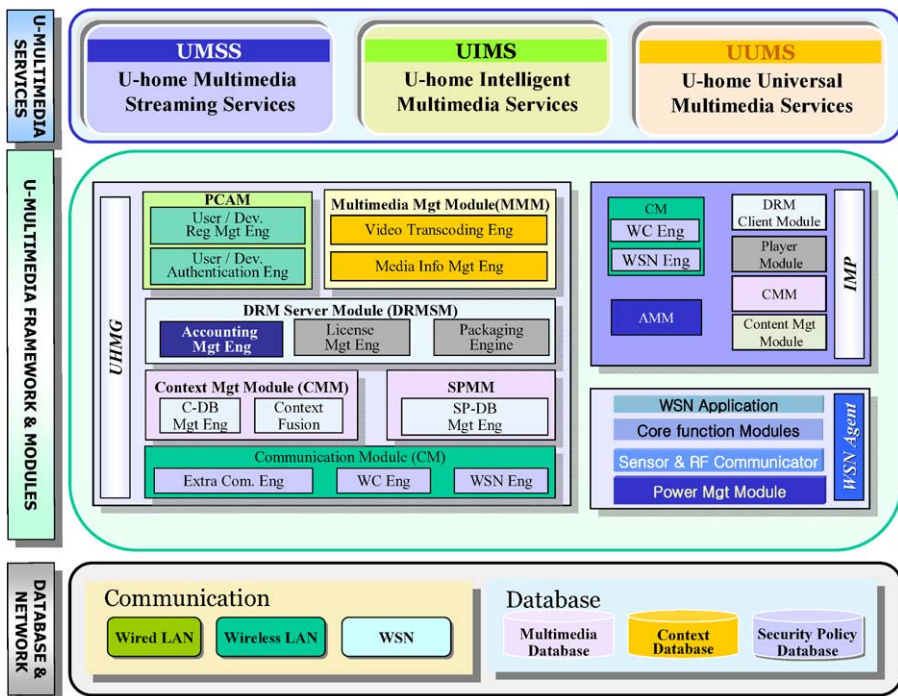 U-MULTIMEDIA
SERVICES
UMSS
U-home Multimedia
Streaming Services
UIMS
U-home Intelligent
Multimedia Services
UUMS
U-home Universal
Multimedia Services
U-MULTIMEDIA FRAMEWORK & MODULES
UHMG
PCAM
User / Dev.
Reg Mgt Eng
User / Dev.
Authentication Eng
Multimedia Mgt Module(MMM)
Video Transcoding Eng
Media Info Mgt Eng
DRM Server Module (DRMSM)
Accounting
Mgt Eng
License
Mgt Eng
Packaging
Engine
Context Mgt Module (CMM)
C-DB
Mgt Eng
Context
Fusion
SPMM
SP-DB
Mgt Eng
Communication Module (CM)
Extra Com. Eng
WC Eng
WSN Eng
CM
WC Eng
WSN Eng
AMM
DRM
Client Module
Player
Module
CMM
Content Mgt
Module
IMP
WSN Application
Core function Modules
Sensor & RF Communicator
Power Mgt Module
WSN Agent
DATABASE &
NETWORK
Communication
Wired LAN
Wireless LAN
WSN
Database
Multimedia
Database
Context
Database
Security Policy
Database